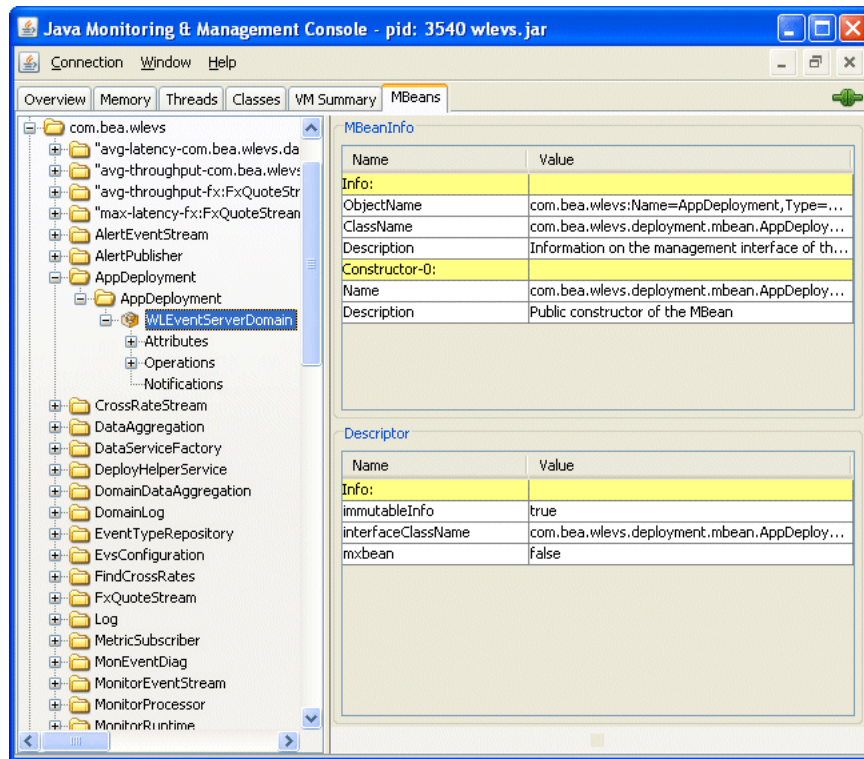 Java Monitoring & Management Console - pid: 3540 wlevs.jar
Connection Window Help
Overview Memory Threads Classes VM Summary MBeans
com.bea.wlevs
"avg-latency-com.bea.wlevs.da
"avg-throughput-com.bea.wlevs
"avg-throughput-fx:FxQuoteStr
"max-latency-fx:FxQuoteStrean
AlertEventStream
AlertPublisher
AppDeployment
AppDeployment
WLEventServerDomain
Attributes
Operations
Notifications
CrossRateStream
DataAggregation
DataServiceFactory
DeployHelperService
DomainDataAggregation
DomainLog
EventTypeRepository
EvsConfiguration
FindCrossRates
FxQuoteStream
Log
MetricSubscriber
MonEventDiag
MonitorEventStream
MonitorProcessor
MonitorRuntime
MBeanInfo
Name Value
Info:
ObjectName com.bea.wlevs:Name=AppDeployment,Type=...
ClassName com.bea.wlevs.deployment.mbean.AppDeploy...
Description Information on the management interface of th...
Constructor-0:
Name com.bea.wlevs.deployment.mbean.AppDeploy...
Description Public constructor of the MBean
Descriptor
Name Value
Info:
immutableInfo true
interfaceClassName com.bea.wlevs.deployment.mbean.AppDeploy...
mxbean false